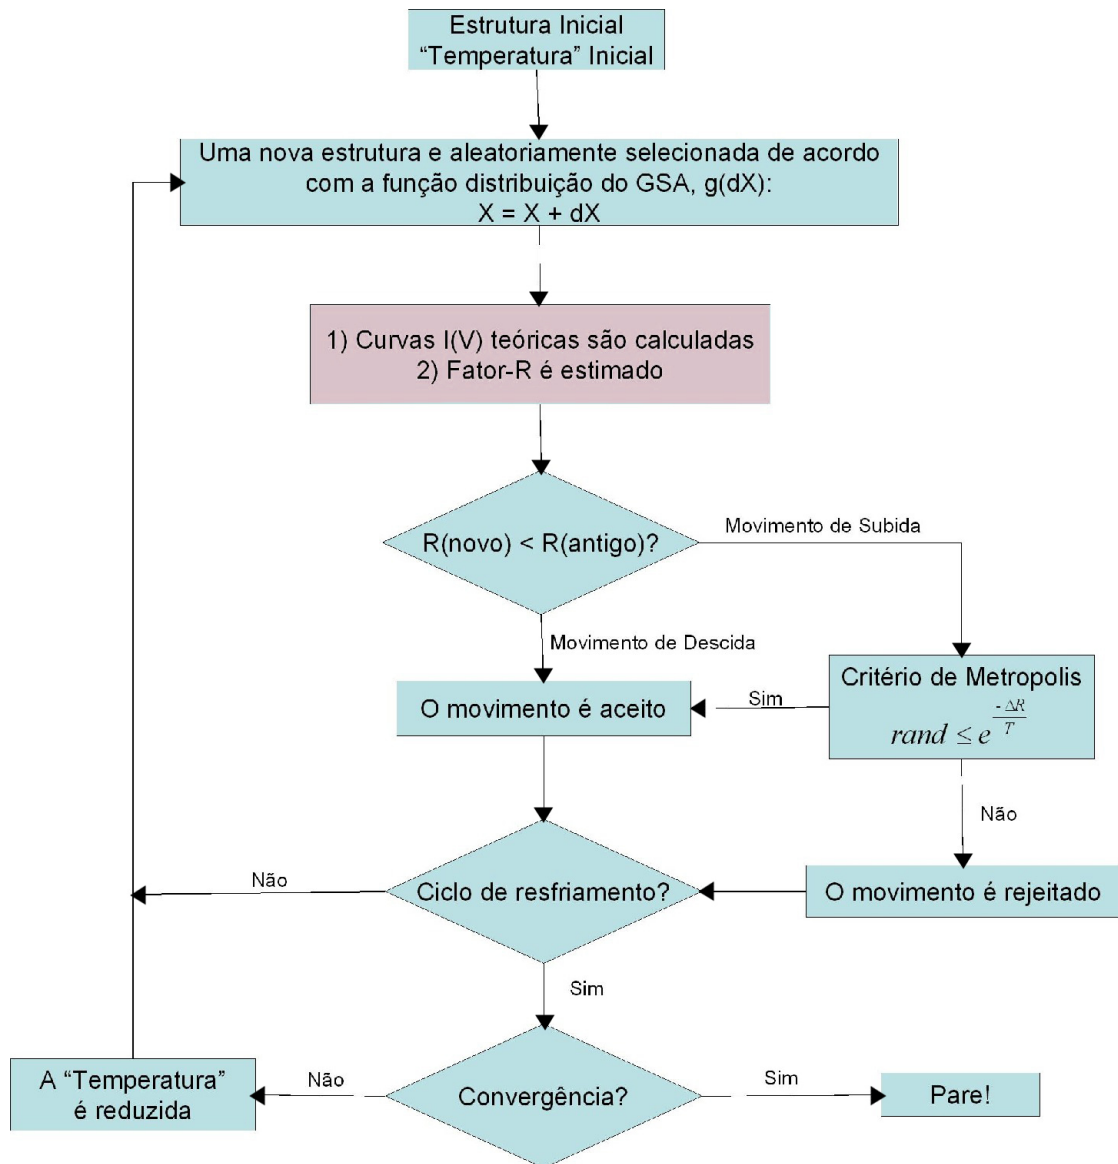 Estrutura Inicial
“Temperatura” Inicial
Uma nova estrutura e aleatoriamente selecionada de acordo
com a função distribuição do GSA, g(dX):
X = X + dX
1) Curvas I(V) teóricas são calculadas
2) Fator-R é estimado
R(novo) < R(antigo)?
Movimento de Subida
Movimento de Descida
O movimento é aceito
Sim
Critério de Metropolis
rand ≤ e^(-ΔR/T)
Não
O movimento é rejeitado
Ciclo de resfriamento?
Não
Sim
Convergência?
Não
A “Temperatura”
é reduzida
Sim
Pare!